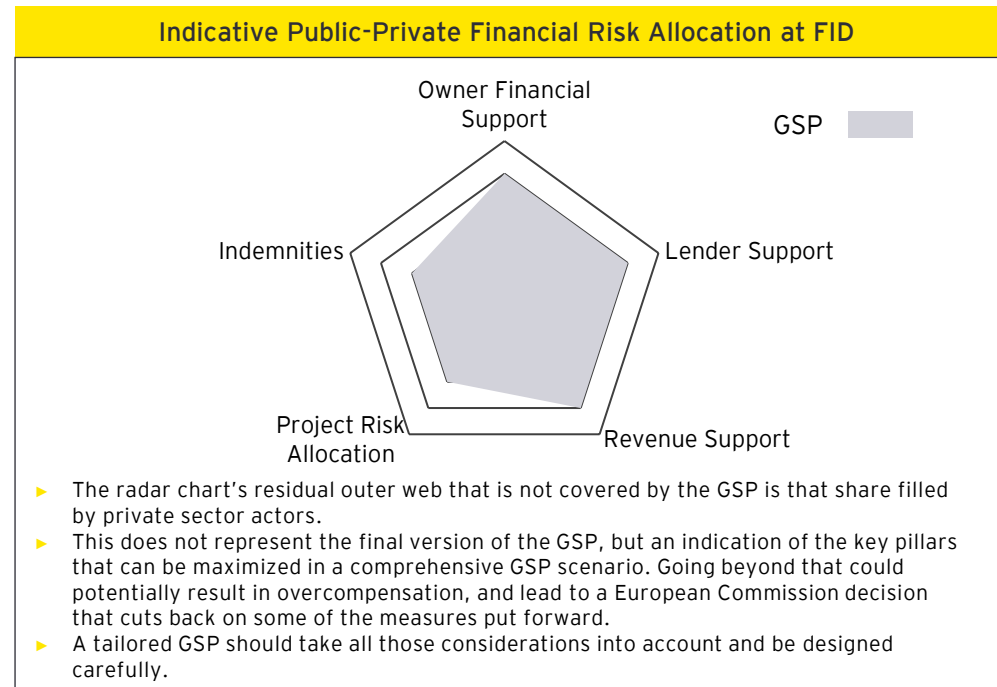 Indicative Public-Private Financial Risk Allocation at FID
Owner Financial
Support
GSP
Indemnities
Lender Support
Project Risk
Allocation
Revenue Support
► The radar chart's residual outer web that is not covered by the GSP is that share filled
by private sector actors.
► This does not represent the final version of the GSP, but an indication of the key pillars
that can be maximized in a comprehensive GSP scenario. Going beyond that could
potentially result in overcompensation, and lead to a European Commission decision
that cuts back on some of the measures put forward.
► A tailored GSP should take all those considerations into account and be designed
carefully.